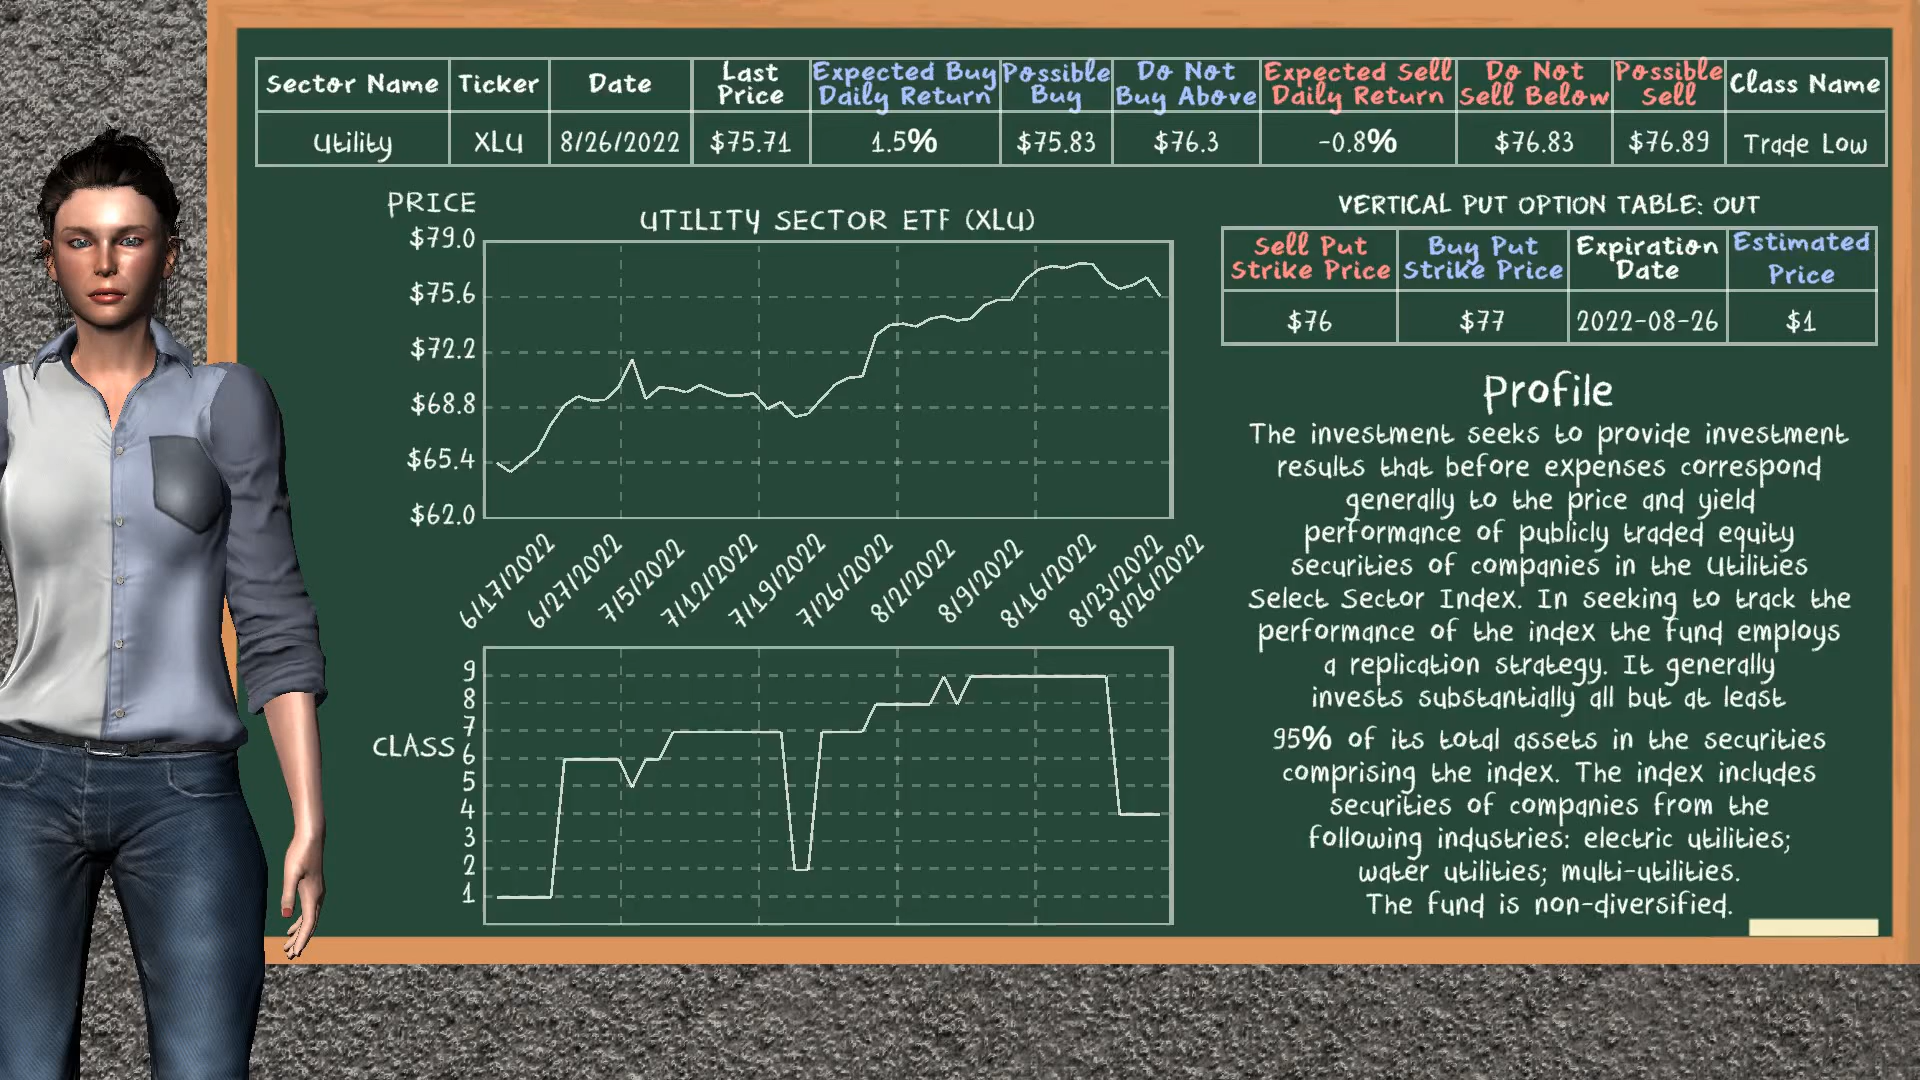 Sector Name Ticker Date Last Price Expected Buy Daily Return Possible Buy Do Not Buy Above Expected Sell Daily Return Do Not Sell Below Possible Sell Class Name
Utility XLU 8/26/2022 $75.71 1.5% $75.83 $76.3 -0.8% $76.83 $76.89 Trade Low
PRICE
UTILITY SECTOR ETF (XLU)
$79.0
$75.6
$72.2
$68.8
$65.4
$62.0
6/17/2022 6/27/2022 7/5/2022 7/12/2022 7/19/2022 7/26/2022 8/2/2022 8/9/2022 8/16/2022 8/23/2022 8/26/2022
CLASS
9
8
7
6
5
4
3
2
1
VERTICAL PUT OPTION TABLE: OUT
Sell Put Strike Price Buy Put Strike Price Expiration Date Estimated Price
$76 $77 2022-08-26 $1
Profile
The investment seeks to provide investment
results that before expenses correspond
generally to the price and yield
performance of publicly traded equity
securities of companies in the Utilities
Select Sector Index. In seeking to track the
performance of the index the fund employs
a replication strategy. It generally
invests substantially all but at least
95% of its total assets in the securities
comprising the index. The index includes
securities of companies from the
following industries: electric utilities;
water utilities; multi-utilities.
The fund is non-diversified.